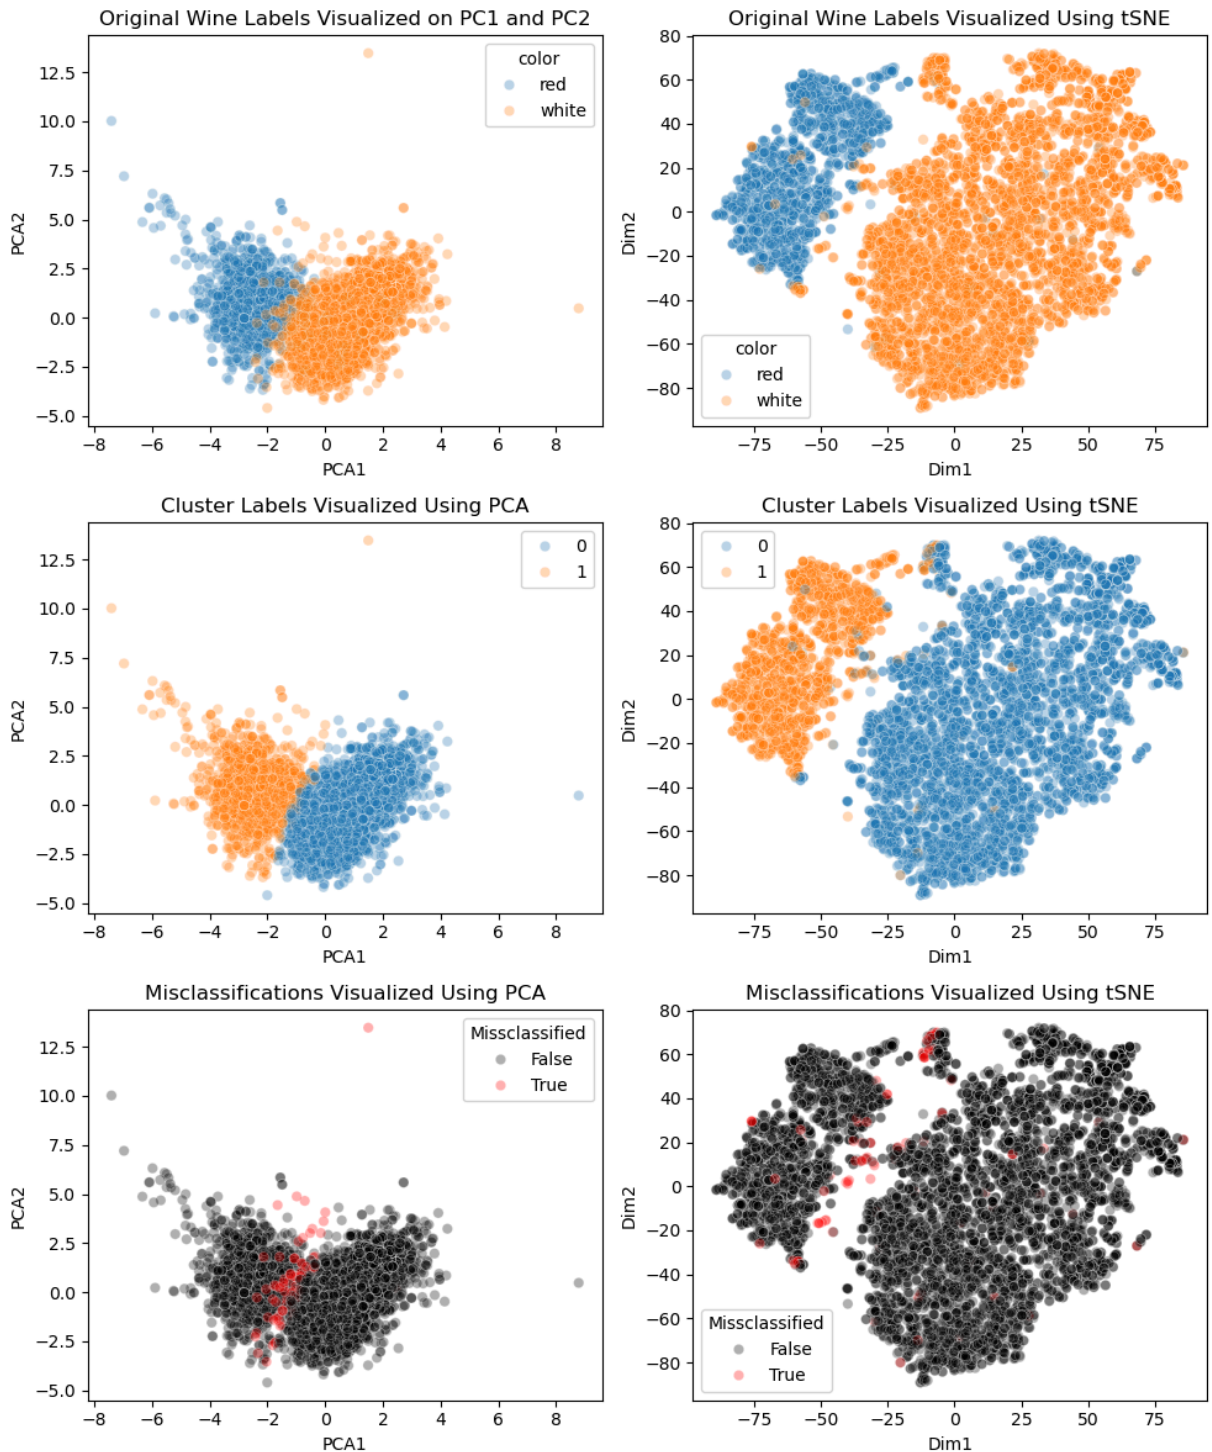 Original Wine Labels Visualized on PC1 and PC2
12.5
10.0
7.5
5.0
2.5
0.0
−2.5
−5.0
PCA2
color
red
white
−8 −6 −4 −2 0 2 4 6 8
PCA1
Original Wine Labels Visualized Using tSNE
80
60
40
20
0
−20
−40
−60
−80
Dim2
color
red
white
−75 −50 −25 0 25 50 75
Dim1
Cluster Labels Visualized Using PCA
12.5
10.0
7.5
5.0
2.5
0.0
−2.5
−5.0
PCA2
0
1
−8 −6 −4 −2 0 2 4 6 8
PCA1
Cluster Labels Visualized Using tSNE
80
60
40
20
0
−20
−40
−60
−80
Dim2
0
1
−75 −50 −25 0 25 50 75
Dim1
Misclassifications Visualized Using PCA
12.5
10.0
7.5
5.0
2.5
0.0
−2.5
−5.0
PCA2
Missclassified
False
True
−8 −6 −4 −2 0 2 4 6 8
PCA1
Misclassifications Visualized Using tSNE
80
60
40
20
0
−20
−40
−60
−80
Dim2
Missclassified
False
True
−75 −50 −25 0 25 50 75
Dim1